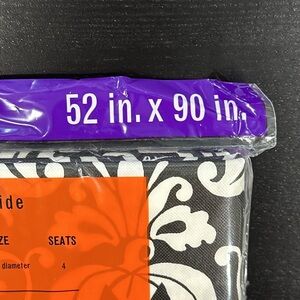 52 in. x 90 in.
ide
ZE SEATS
diameter 4